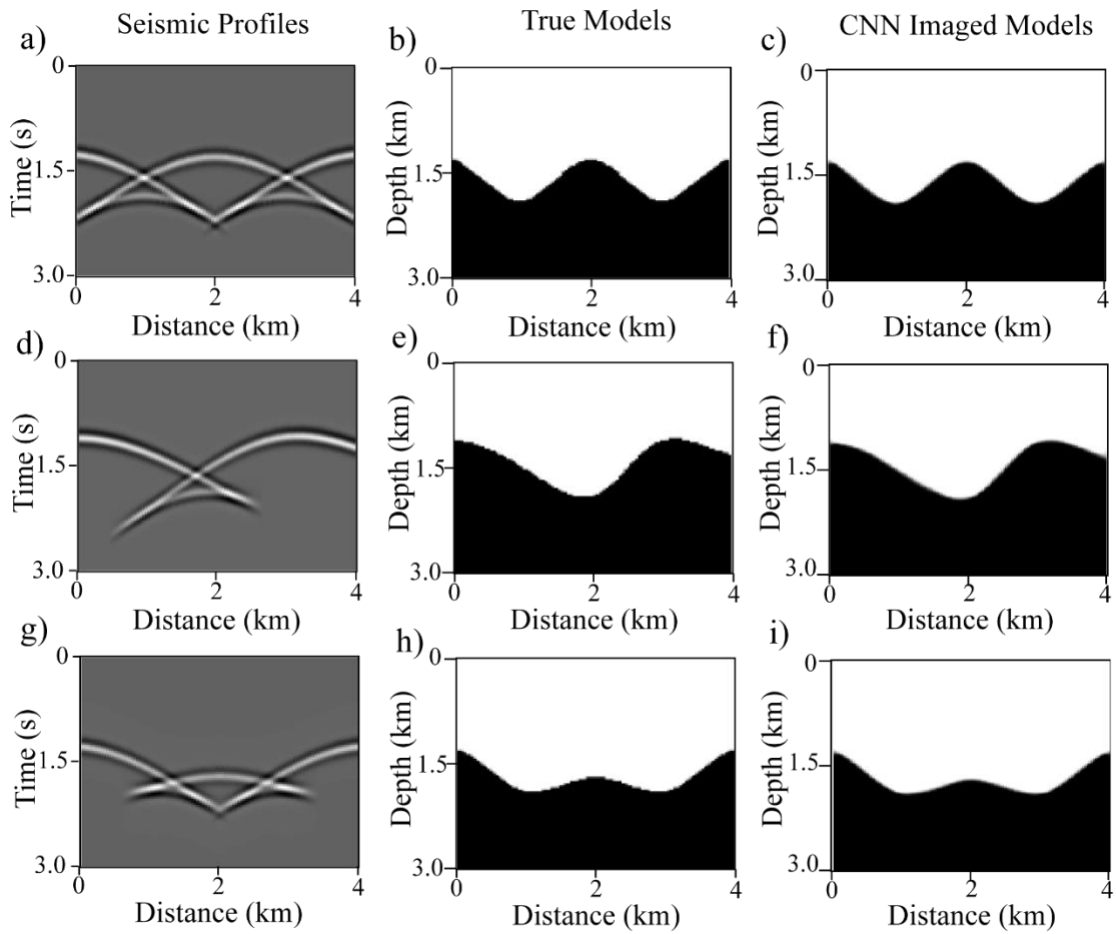 Seismic Profiles
True Models
CNN Imaged Models
a)
b)
c)
Time (s)
0
1.5
3.0
0
2
4
Distance (km)
Depth (km)
0
1.5
3.0
0
2
4
Distance (km)
Depth (km)
0
1.5
3.0
0
2
4
Distance (km)
d)
e)
f)
Time (s)
0
1.5
3.0
0
2
4
Distance (km)
Depth (km)
0
1.5
3.0
0
2
4
Distance (km)
Depth (km)
0
1.5
3.0
0
2
4
Distance (km)
g)
h)
i)
Time (s)
0
1.5
3.0
0
2
4
Distance (km)
Depth (km)
0
1.5
3.0
0
2
4
Distance (km)
Depth (km)
0
1.5
3.0
0
2
4
Distance (km)